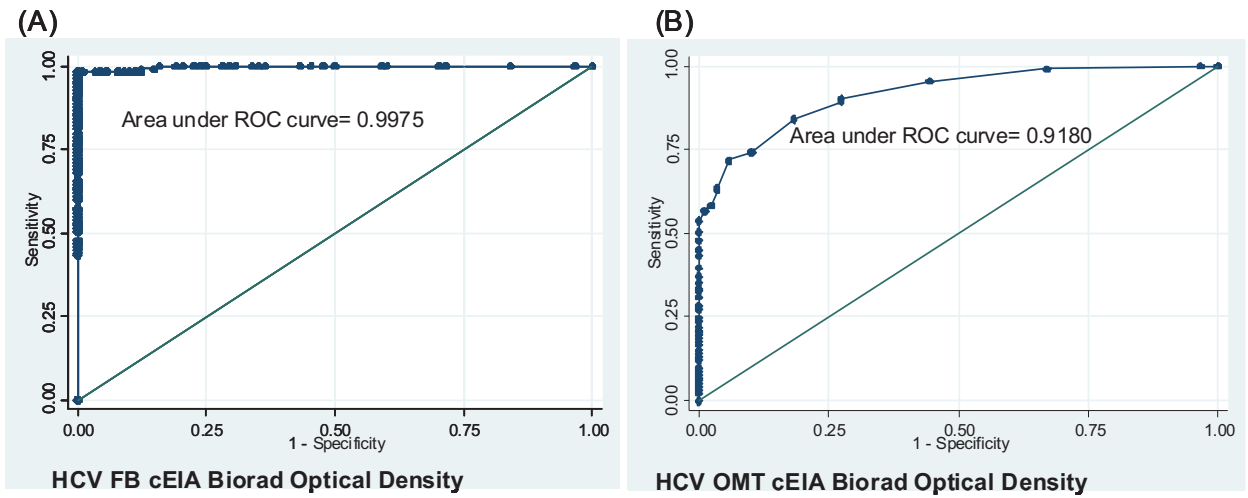 (A)
1.00
0.75
0.50
0.25
0.00
Sensitivity
Area under ROC curve= 0.9975
0.00 0.25 0.50 0.75 1.00
1 - Specificity
HCV FB cEIA Biorad Optical Density
(B)
1.00
0.75
0.50
0.25
0.00
Sensitivity
Area under ROC curve= 0.9180
0.00 0.25 0.50 0.75 1.00
1 - Specificity
HCV OMT cEIA Biorad Optical Density